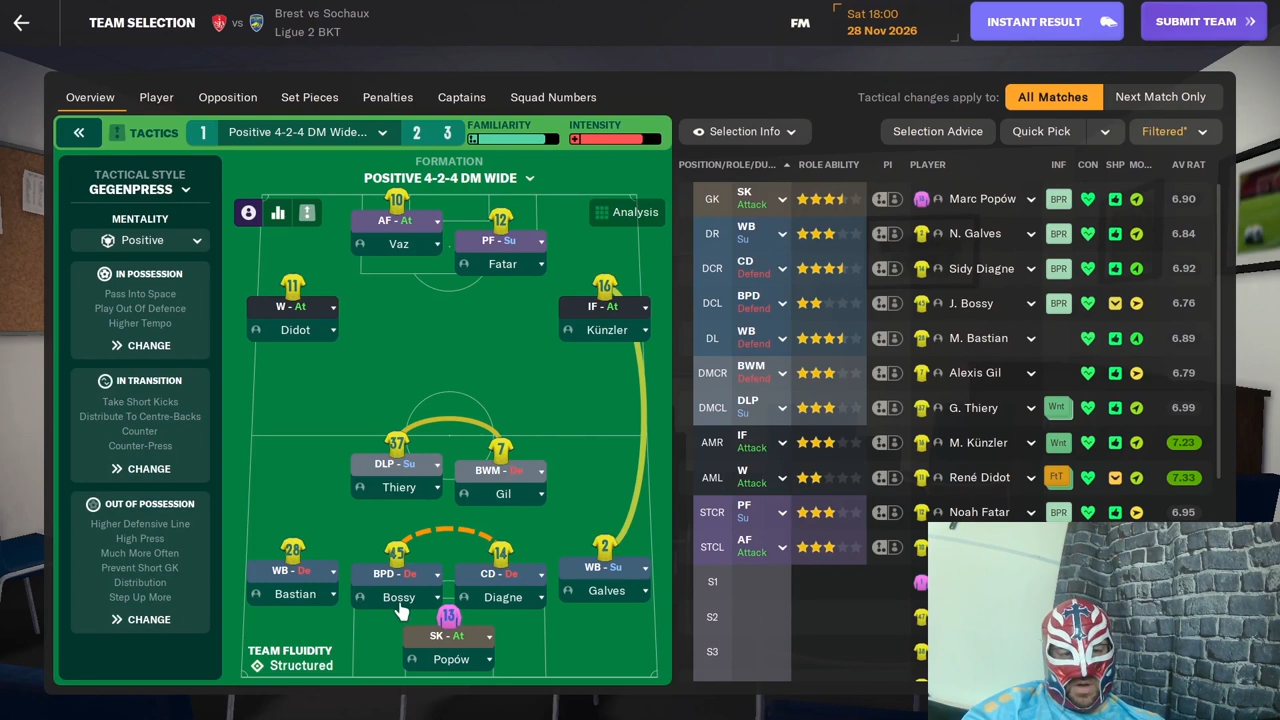 TEAM SELECTION
vs
Brest vs Sochaux
Ligue 2 BKT
FM
Sat 18:00
28 Nov 2026
INSTANT RESULT
SUBMIT TEAM
Overview
Player
Opposition
Set Pieces
Penalties
Captains
Squad Numbers
Tactical changes apply to:
All Matches
Next Match Only
TACTICS
1
Positive 4-2-4 DM Wide...
2
3
FAMILIARITY
INTENSITY
Selection Info
Selection Advice
Quick Pick
Filtered*
TACTICAL STYLE
GEGENPRESS
MENTALITY
Positive
IN POSSESSION
Pass Into Space
Play Out Of Defence
Higher Tempo
CHANGE
IN TRANSITION
Take Short Kicks
Distribute To Centre-Backs
Counter
Counter-Press
CHANGE
OUT OF POSSESSION
Higher Defensive Line
High Press
Much More Often
Prevent Short GK
Distribution
Step Up More
CHANGE
FORMATION
POSITIVE 4-2-4 DM WIDE
Analysis
10
AF - At
Vaz
12
PF - Su
Fatar
11
W - At
Didot
16
IF - At
Künzler
37
DLP - Su
Thiery
7
BWM - De
Gil
28
WB - De
Bastian
45
BPD - De
Bossy
14
CD - De
Diagne
2
WB - Su
Galves
13
SK - At
Popów
TEAM FLUIDITY
Structured
POSITION/ROLE/DU... ROLE ABILITY PI PLAYER INF CON SHP MO... AV RAT
GK SK Attack Marc Popów BPR 6.90
DR WB Su N. Galves BPR 6.84
DCR CD Defend Sidy Diagne BPR 6.92
DCL BPD Defend J. Bossy BPR 6.76
DL WB Defend M. Bastian 6.89
DMCR BWM Defend Alexis Gil 6.79
DMCL DLP Su G. Thiery Wnt 6.99
AMR IF Attack M. Künzler Wnt 7.23
AML W Attack René Didot FtT 7.33
STCR PF Su Noah Fatar BPR 6.95
STCL AF Attack
S1
S2
S3